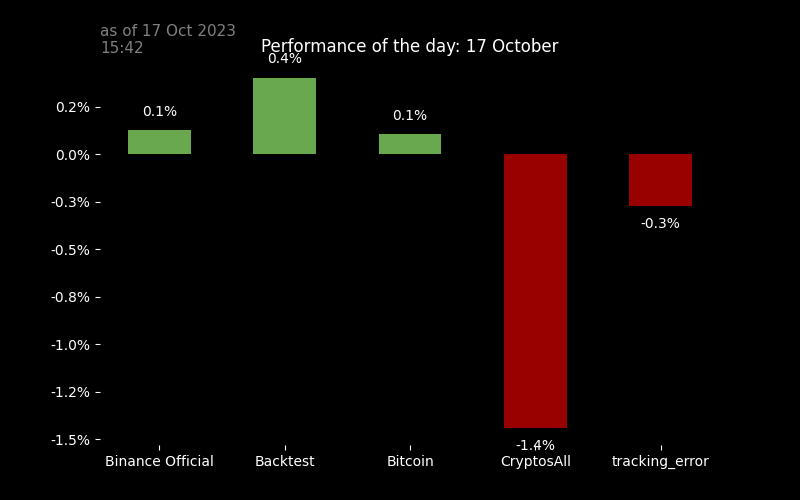 as of 17 Oct 2023
15:42
Performance of the day: 17 October
0.4%
0.1%
0.1%
0.2%
0.0%
-0.3%
-0.3%
-0.5%
-0.8%
-1.0%
-1.2%
-1.5%
-1.4%
Binance Official
Backtest
Bitcoin
CryptosAll
tracking_error